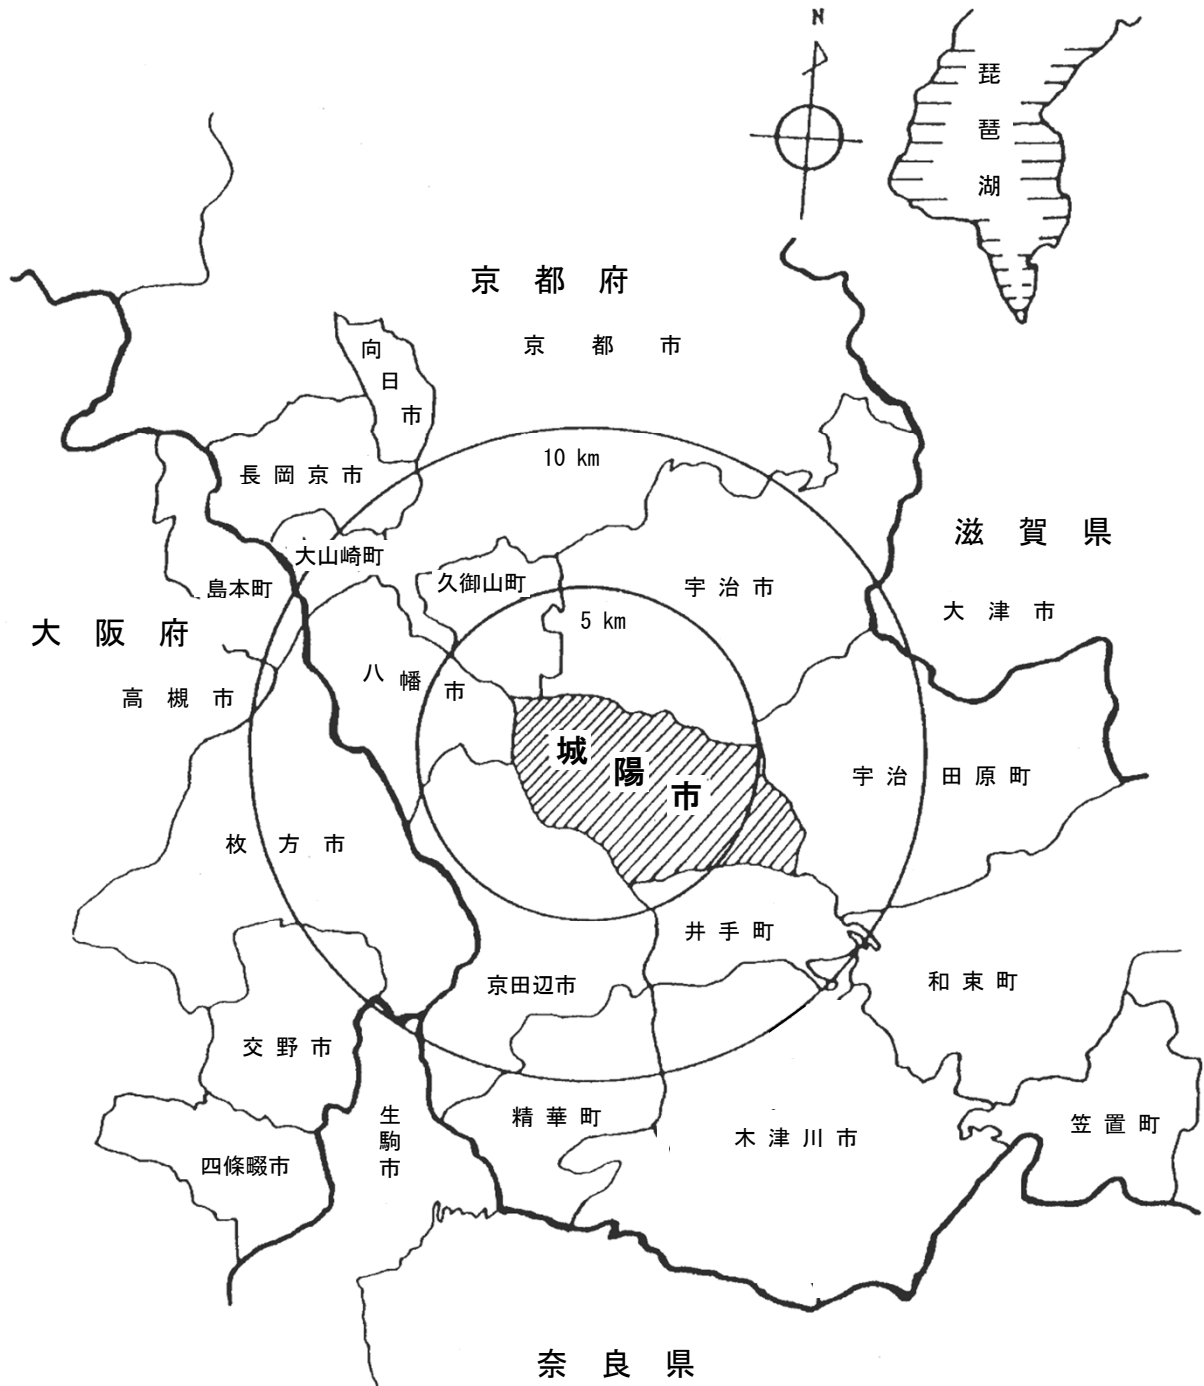 N
琵琶湖
京都府
京都市
向日市
10 km
長岡京市
滋賀県
大山崎町
久御山町
宇治市
島本町
大津市
5 km
大阪府
八幡市
高槻市
城陽市
宇治田原町
枚方市
井手町
京田辺市
和束町
交野市
精華町
生駒市
木津川市
笠置町
四條畷市
奈良県